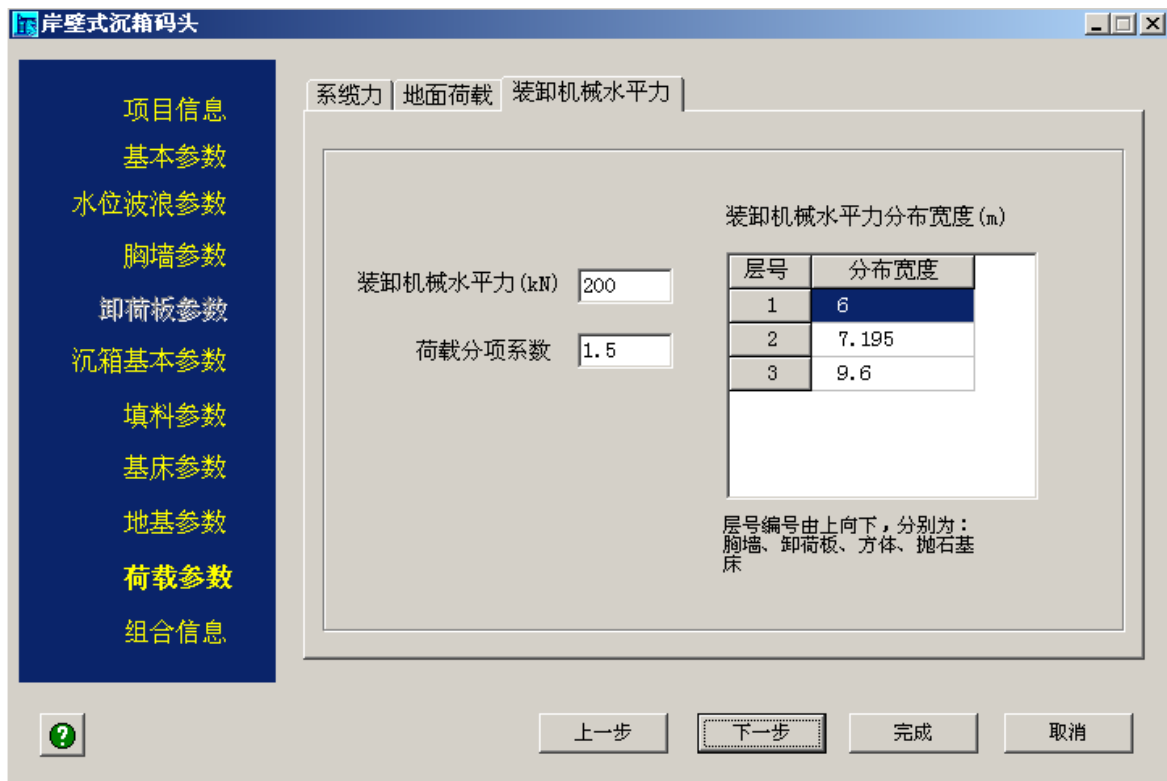 岸壁式沉箱码头
项目信息
基本参数
水位波浪参数
胸墙参数
卸荷板参数
沉箱基本参数
填料参数
基床参数
地基参数
荷载参数
组合信息
系缆力 地面荷载 装卸机械水平力
装卸机械水平力(kN) 200
荷载分项系数 1.5
装卸机械水平力分布宽度(m)
层号 分布宽度
1 6
2 7.195
3 9.6
层号编号由上向下，分别为：
胸墙、卸荷板、方体、抛石基
床
上一步 下一步 完成 取消